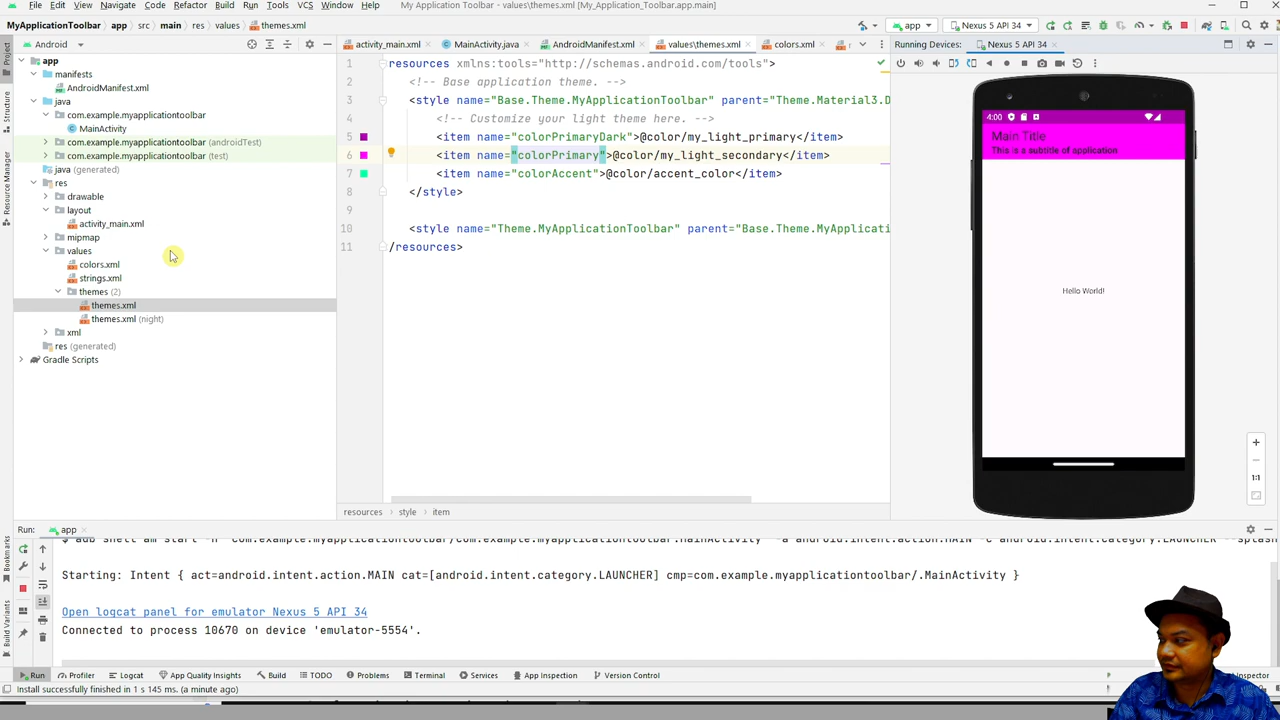 File Edit View Navigate Code Refactor Build Run Tools VCS Window Help My Application Toolbar - values\themes.xml [My_Application_Toolbar.app.main]
MyApplicationToolbar app src main res values themes.xml
app Nexus 5 API 34
Android
activity_main.xml MainActivity.java AndroidManifest.xml values\themes.xml colors.xml
Running Devices: Nexus 5 API 34
Project
Structure
Resource Manager
app
manifests
AndroidManifest.xml
java
com.example.myapplicationtoolbar
MainActivity
com.example.myapplicationtoolbar (androidTest)
com.example.myapplicationtoolbar (test)
java (generated)
res
drawable
layout
activity_main.xml
mipmap
values
colors.xml
strings.xml
themes (2)
themes.xml
themes.xml (night)
xml
res (generated)
Gradle Scripts
1 resources xmlns:tools="http://schemas.android.com/tools">
2 <!-- Base application theme. -->
3 <style name="Base.Theme.MyApplicationToolbar" parent="Theme.Material3.D
4 <!-- Customize your light theme here. -->
5 <item name="colorPrimaryDark">@color/my_light_primary</item>
6 <item name="colorPrimary">@color/my_light_secondary</item>
7 <item name="colorAccent">@color/accent_color</item>
8 </style>
9
10 <style name="Theme.MyApplicationToolbar" parent="Base.Theme.MyApplicati
11 /resources>
resources style item
4:00
Main Title
This is a subtitle of application
Hello World!
1:1
Run: app
Starting: Intent { act=android.intent.action.MAIN cat=[android.intent.category.LAUNCHER] cmp=com.example.myapplicationtoolbar/.MainActivity }
Open logcat panel for emulator Nexus 5 API 34
Connected to process 10670 on device 'emulator-5554'.
Bookmarks
Build Variants
Run Profiler Logcat App Quality Insights Build TODO Problems Terminal Services App Inspection Version Control
Inspector
Install successfully finished in 1 s 145 ms. (a minute ago)